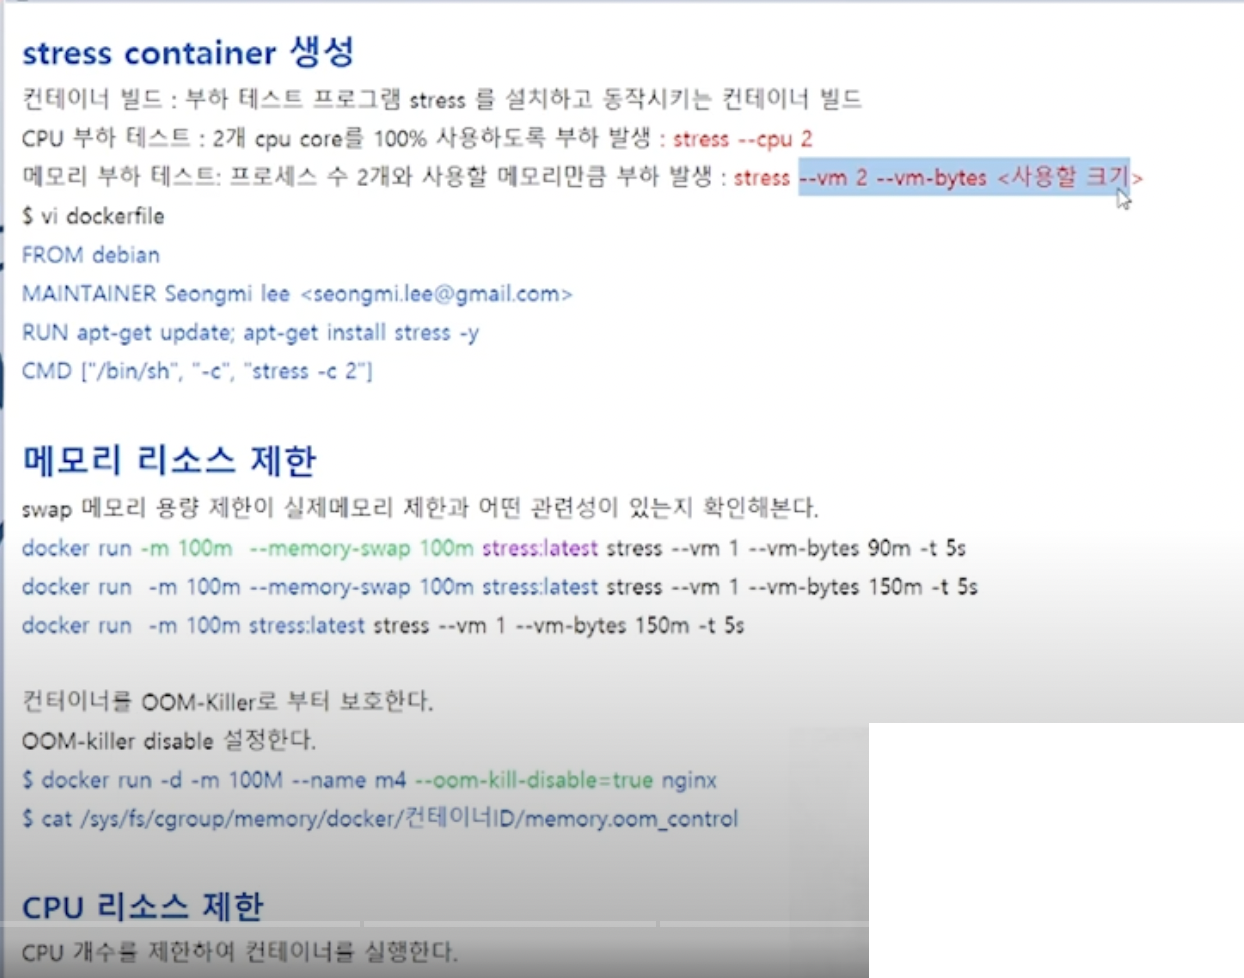 stress container 생성
컨테이너 빌드 : 부하 테스트 프로그램 stress 를 설치하고 동작시키는 컨테이너 빌드
CPU 부하 테스트 : 2개 cpu core를 100% 사용하도록 부하 발생 : stress --cpu 2
메모리 부하 테스트: 프로세스 수 2개와 사용할 메모리만큼 부하 발생 : stress --vm 2 --vm-bytes <사용할 크기>
$ vi dockerfile
FROM debian
MAINTAINER Seongmi lee <seongmi.lee@gmail.com>
RUN apt-get update; apt-get install stress -y
CMD ["/bin/sh", "-c", "stress -c 2"]
메모리 리소스 제한
swap 메모리 용량 제한이 실제메모리 제한과 어떤 관련성이 있는지 확인해본다.
docker run -m 100m --memory-swap 100m stress:latest stress --vm 1 --vm-bytes 90m -t 5s
docker run -m 100m --memory-swap 100m stress:latest stress --vm 1 --vm-bytes 150m -t 5s
docker run -m 100m stress:latest stress --vm 1 --vm-bytes 150m -t 5s
컨터이너를 OOM-Killer로 부터 보호한다.
OOM-killer disable 설정한다.
$ docker run -d -m 100M --name m4 --oom-kill-disable=true nginx
$ cat /sys/fs/cgroup/memory/docker/컨테이너ID/memory.oom_control
CPU 리소스 제한
CPU 개수를 제한하여 컨테이너를 실행한다.